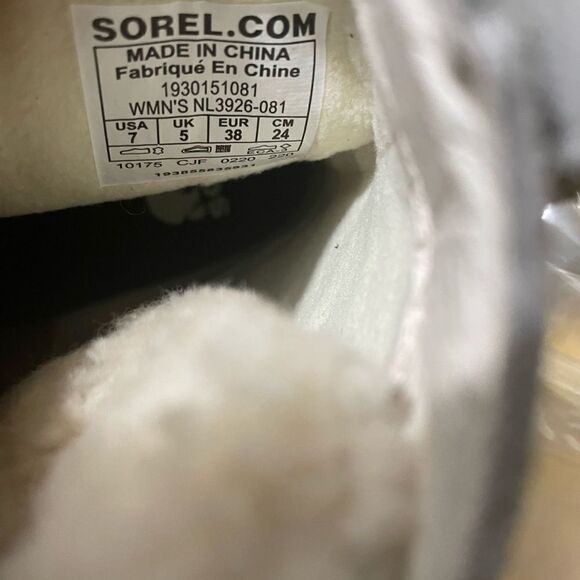 SOREL.COM
MADE IN CHINA
Fabriqué En Chine
1930151081
WMN'S NL3926-081
USA UK EUR CM
7 5 38 24
10175 CJF 0220 220